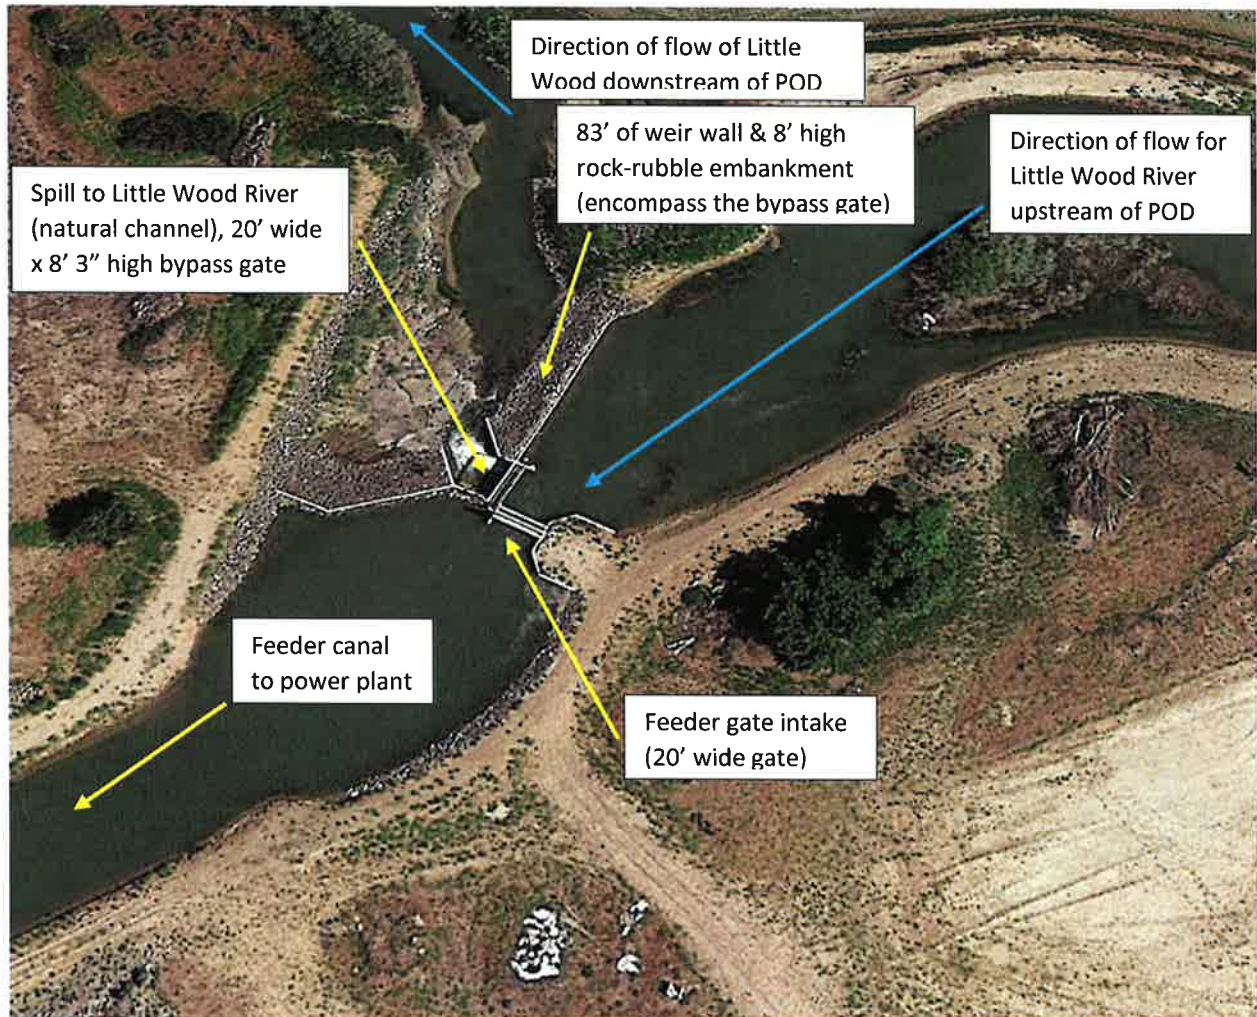 Direction of flow of Little
Wood downstream of POD
83’ of weir wall & 8’ high
rock-rubble embankment
(encompass the bypass gate)
Direction of flow for
Little Wood River
upstream of POD
Spill to Little Wood River
(natural channel), 20’ wide
x 8’ 3” high bypass gate
Feeder canal
to power plant
Feeder gate intake
(20’ wide gate)